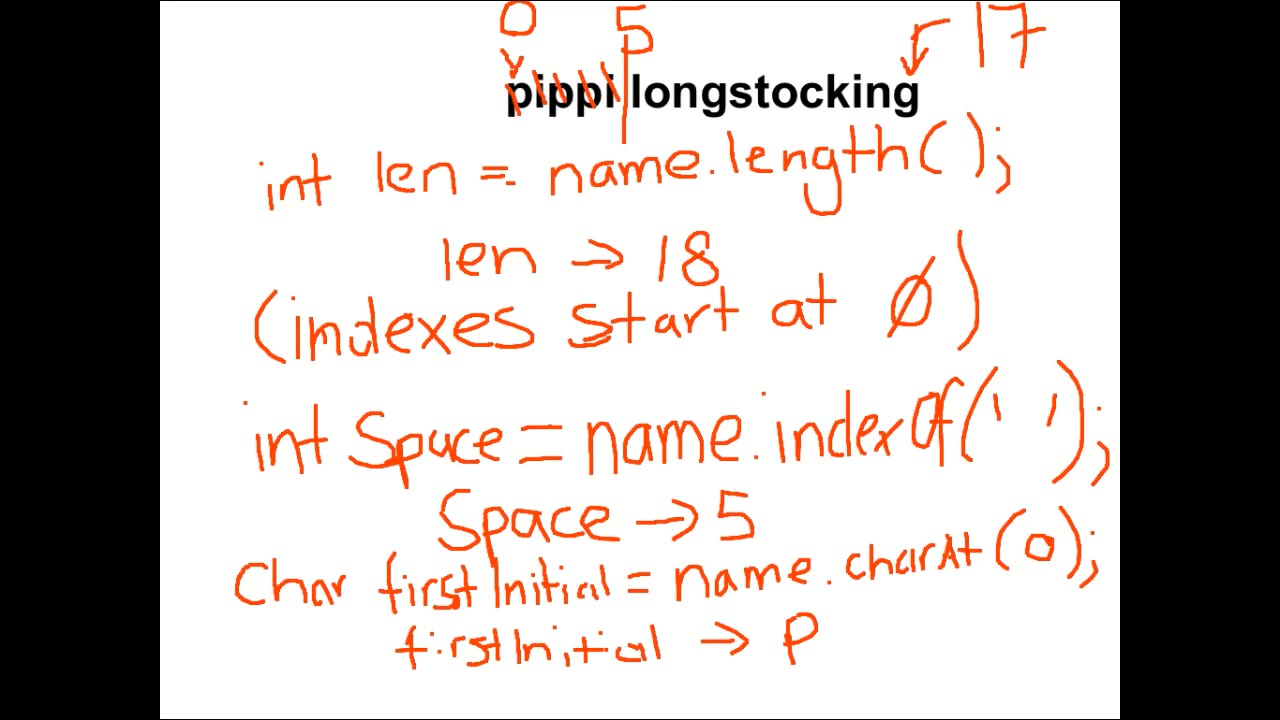 0 5 17
pippi longstocking
int len = name.length();
len → 18
(indexes start at 0)
int Space = name.indexOf(' ');
Space → 5
Char firstInitial = name.charAt(0);
firstInitial → p